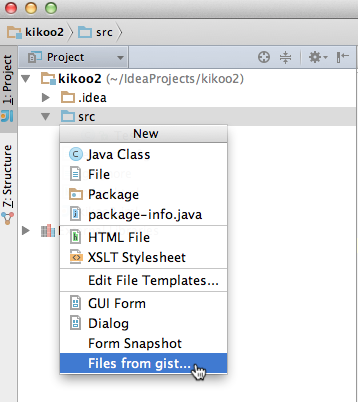 kikoo2 src
Project
1: Project
7: Structure
kikoo2 (~/IdeaProjects/kikoo2)
.idea
src
New
Java Class
File
Package
package-info.java
HTML File
XSLT Stylesheet
Edit File Templates...
GUI Form
Dialog
Form Snapshot
Files from gist...